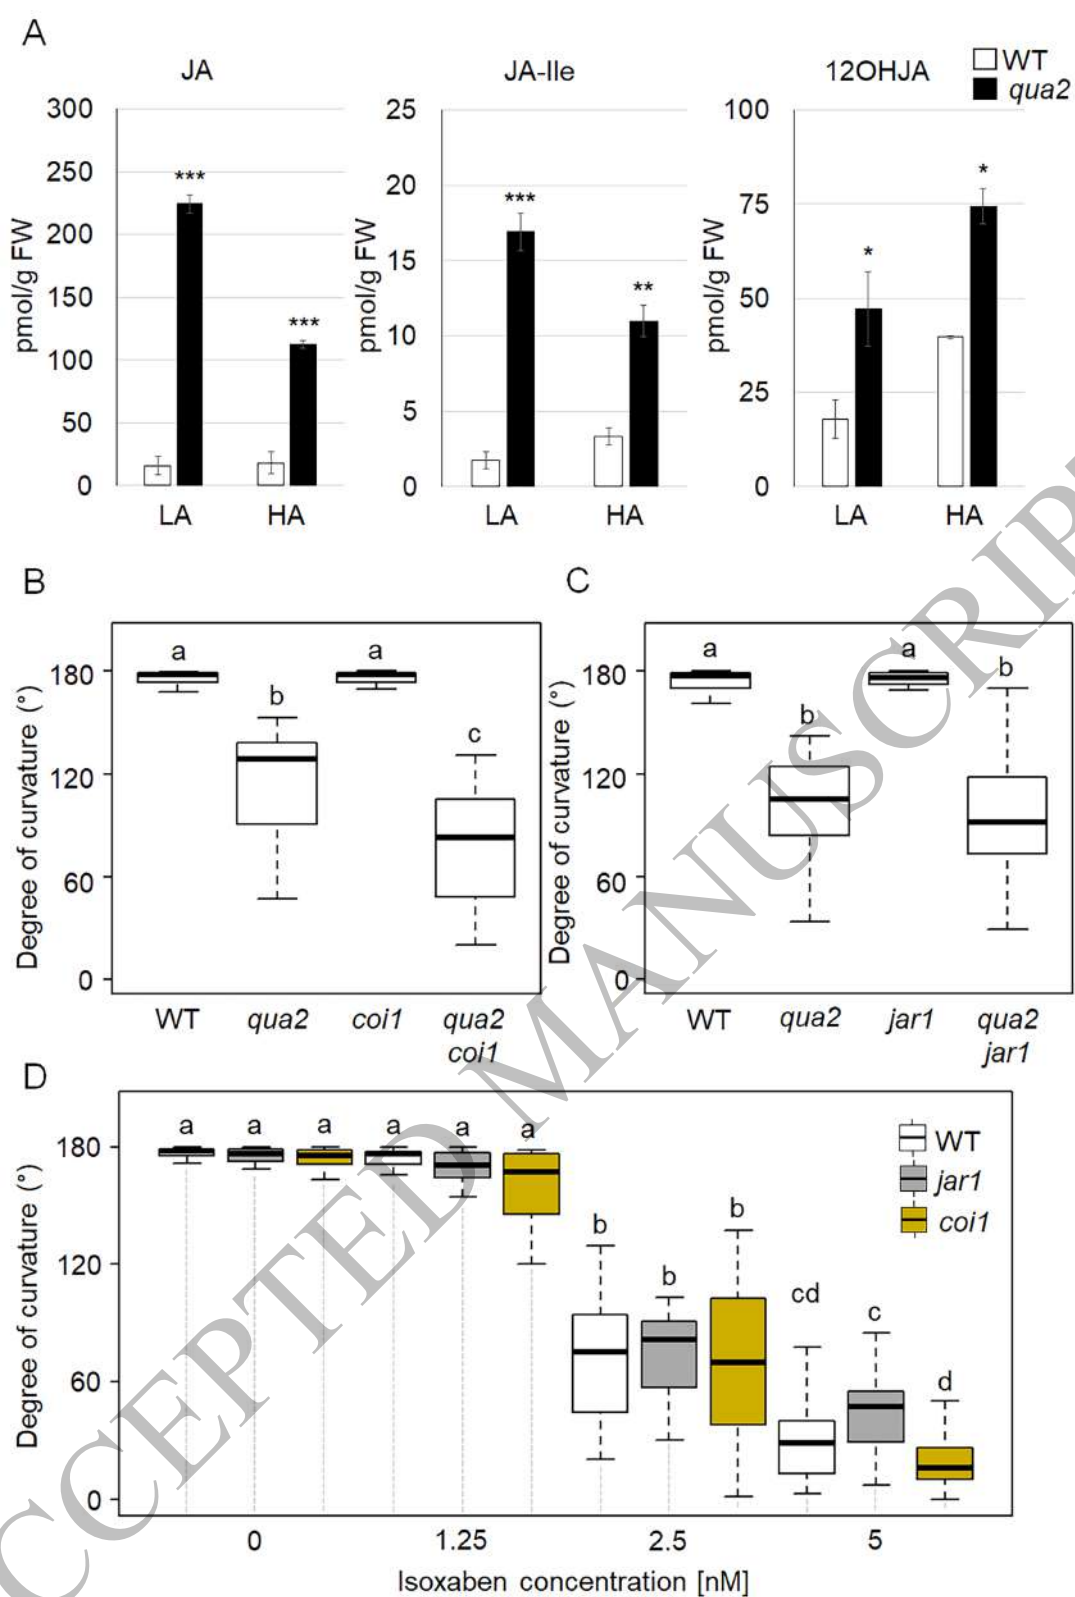 A
JA
JA-Ile
12OHJA
WT
qua2
300
250
200
150
100
50
0
pmol/g FW
***
***
LA
HA
25
20
15
10
5
0
pmol/g FW
***
**
LA
HA
100
75
50
25
0
pmol/g FW
*
*
LA
HA
B
180
120
60
0
Degree of curvature (°)
a
b
a
c
WT
qua2
coi1
qua2
coi1
C
180
120
60
0
Degree of curvature (°)
a
b
a
b
WT
qua2
jar1
qua2
jar1
D
180
120
60
0
Degree of curvature (°)
a
a
a
a
a
a
b
b
b
cd
c
d
WT
jar1
coi1
0
1.25
2.5
5
Isoxaben concentration [nM]
CCEPTED MANUSCRIP